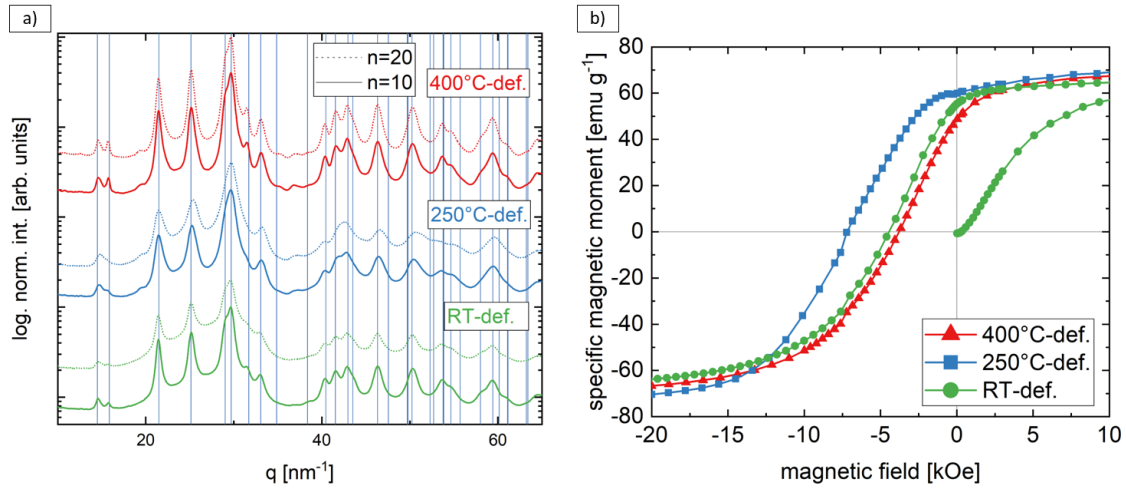 a)
n=20
n=10
400°C-def.
250°C-def.
RT-def.
log. norm. int. [arb. units]
20
40
60
q [nm⁻¹]
b)
80
60
40
20
0
-20
-40
-60
-80
specific magnetic moment [emu g⁻¹]
400°C-def.
250°C-def.
RT-def.
-20
-15
-10
-5
0
5
10
magnetic field [kOe]